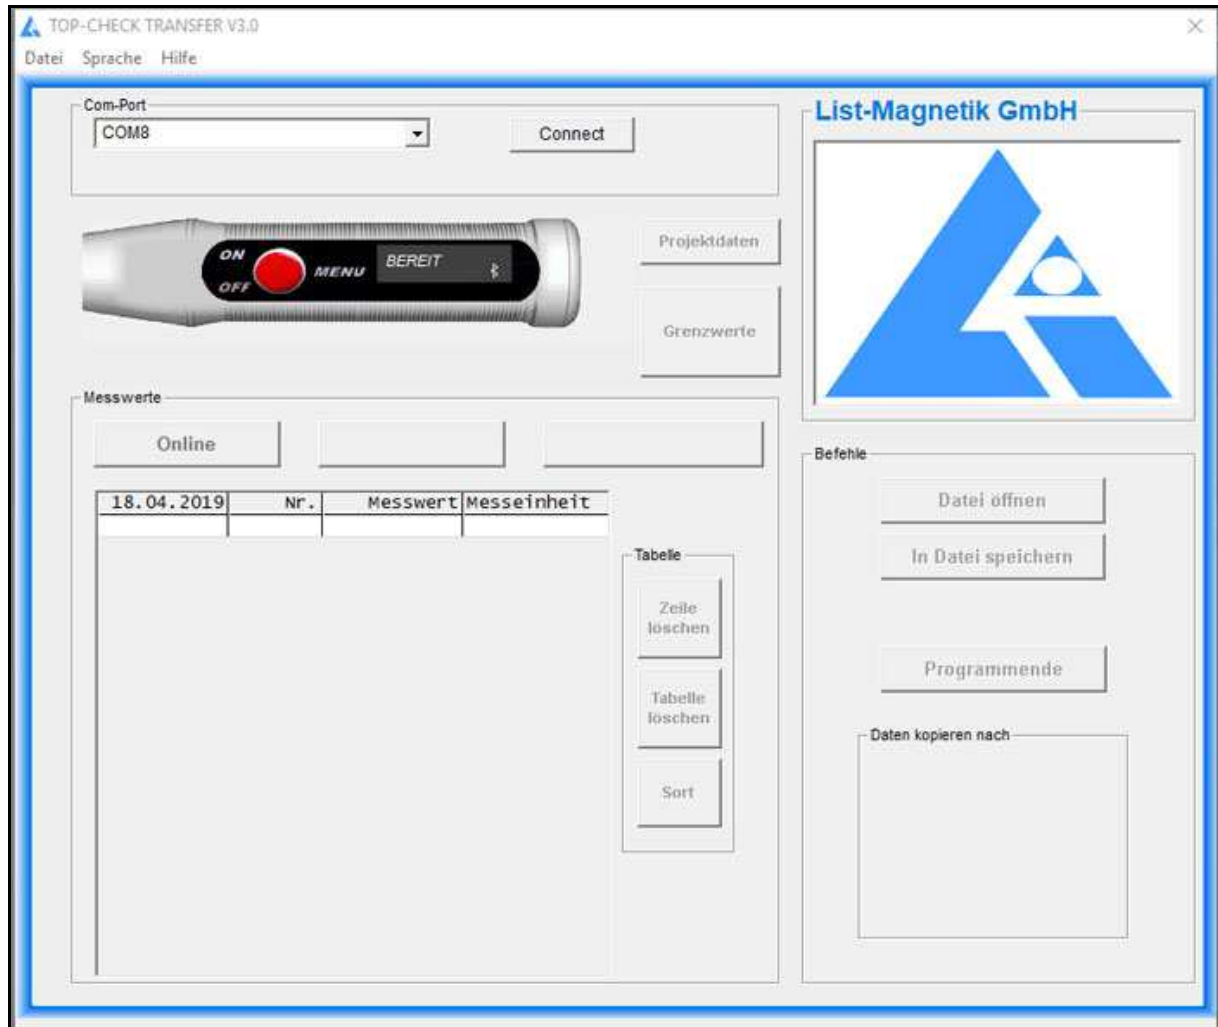 TOP-CHECK TRANSFER V3.0
Datei Sprache Hilfe
Com-Port
COM8
Connect
List-Magnetik GmbH
ON
OFF
MENU
BEREIT
Projektdaten
Grenzwerte
Messwerte
Online
18.04.2019 Nr. Messwert Messeinheit
Tabelle
Zeile
löschen
Tabelle
löschen
Sort
Befehle
Datei öffnen
In Datei speichern
Programmende
Daten kopieren nach